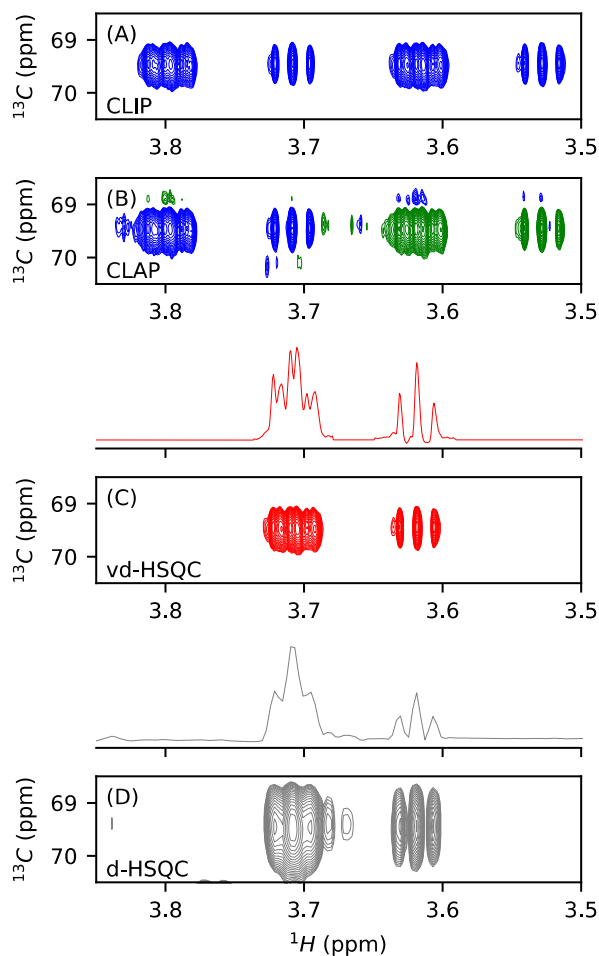 69
70
¹³C (ppm)
(A)
CLIP
3.8
3.7
3.6
3.5
69
70
¹³C (ppm)
(B)
CLAP
3.8
3.7
3.6
3.5
69
70
¹³C (ppm)
(C)
vd-HSQC
3.8
3.7
3.6
3.5
69
70
¹³C (ppm)
(D)
d-HSQC
3.8
3.7
3.6
3.5
¹H (ppm)